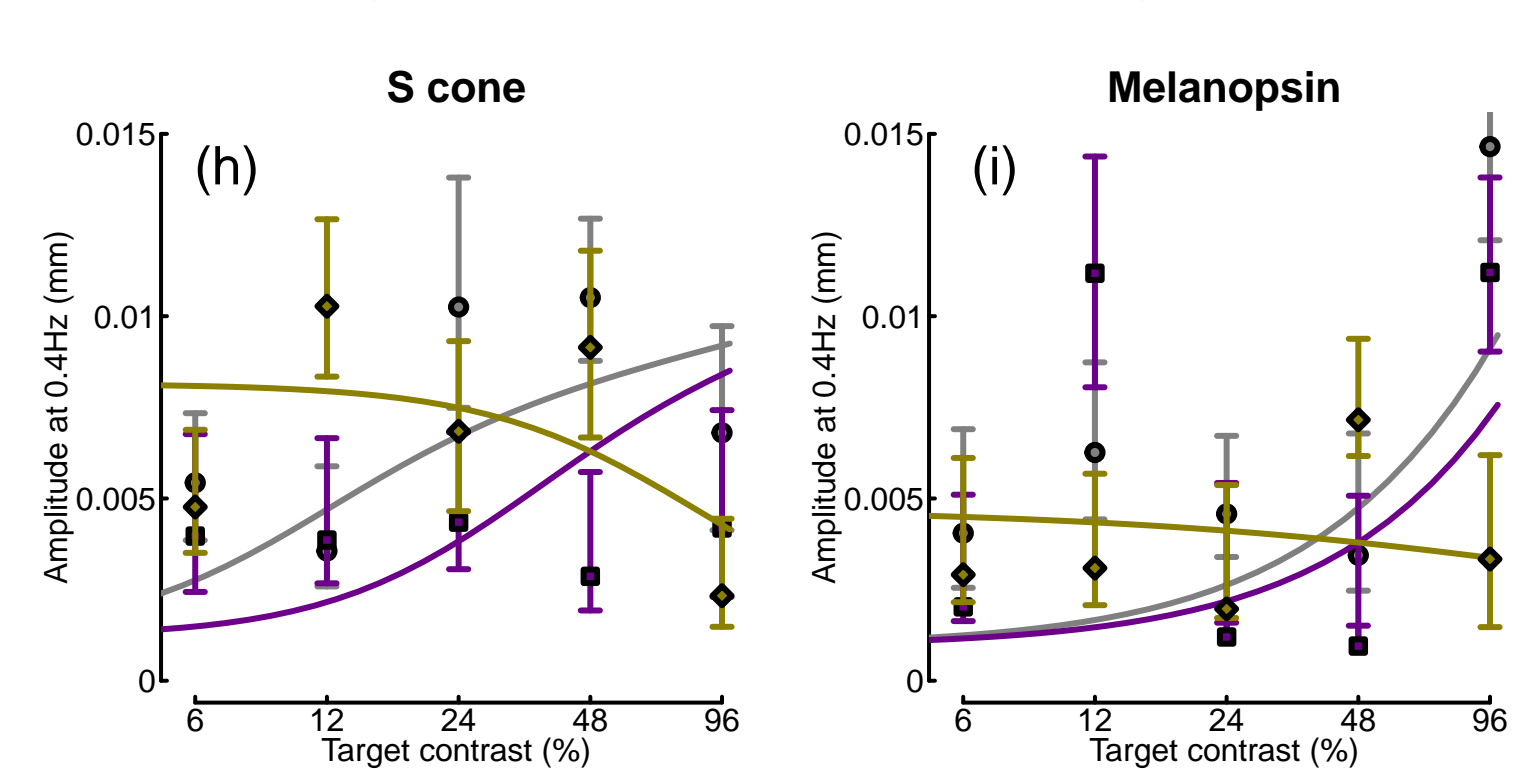 S cone
(h)
Amplitude at 0.4Hz (mm)
0.015
0.01
0.005
0
6 12 24 48 96
Target contrast (%)
Melanopsin
(i)
Amplitude at 0.4Hz (mm)
0.015
0.01
0.005
0
6 12 24 48 96
Target contrast (%)